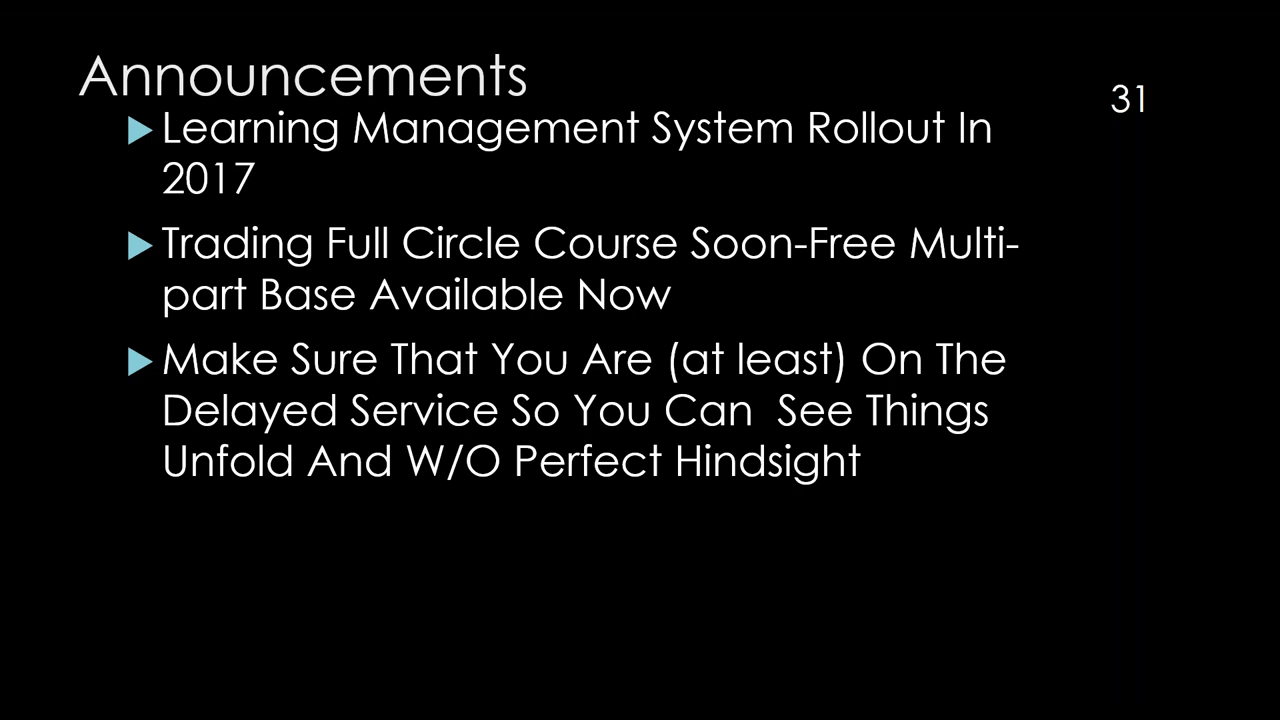 Announcements
31
Learning Management System Rollout In
2017
Trading Full Circle Course Soon-Free Multi-
part Base Available Now
Make Sure That You Are (at least) On The
Delayed Service So You Can  See Things
Unfold And W/O Perfect Hindsight